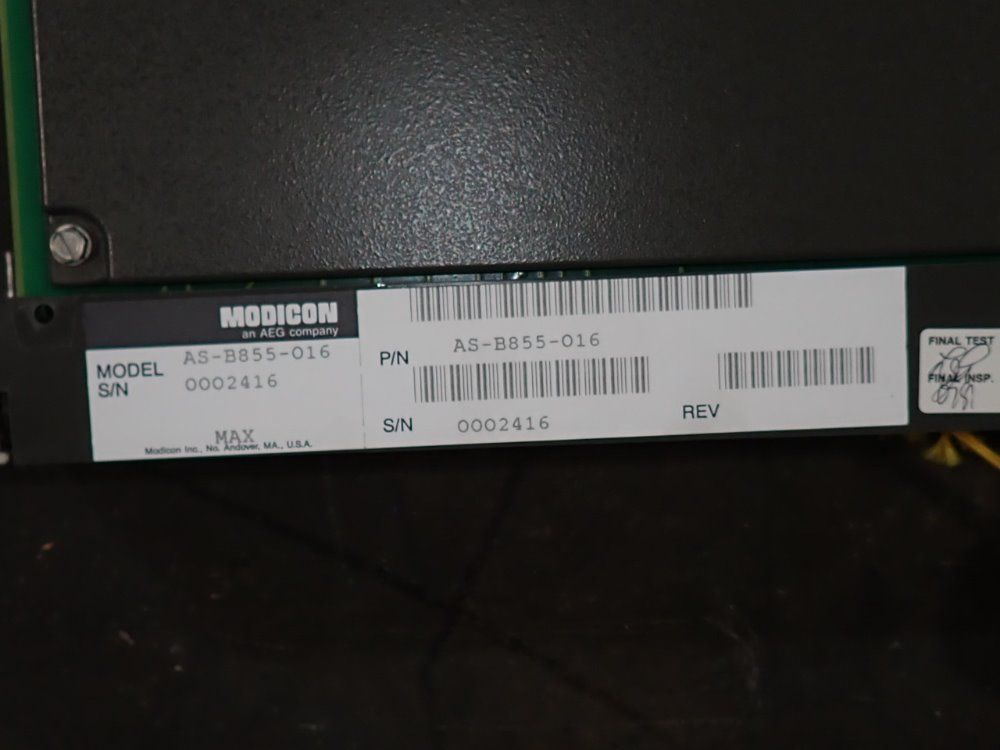 MODICON
an AEG company
MODEL AS-B855-016
S/N 0002416
MAX
Modicon Inc., No. Andover, MA., U.S.A.
P/N AS-B855-016
S/N 0002416
REV
FINAL TEST
FINAL INSP.